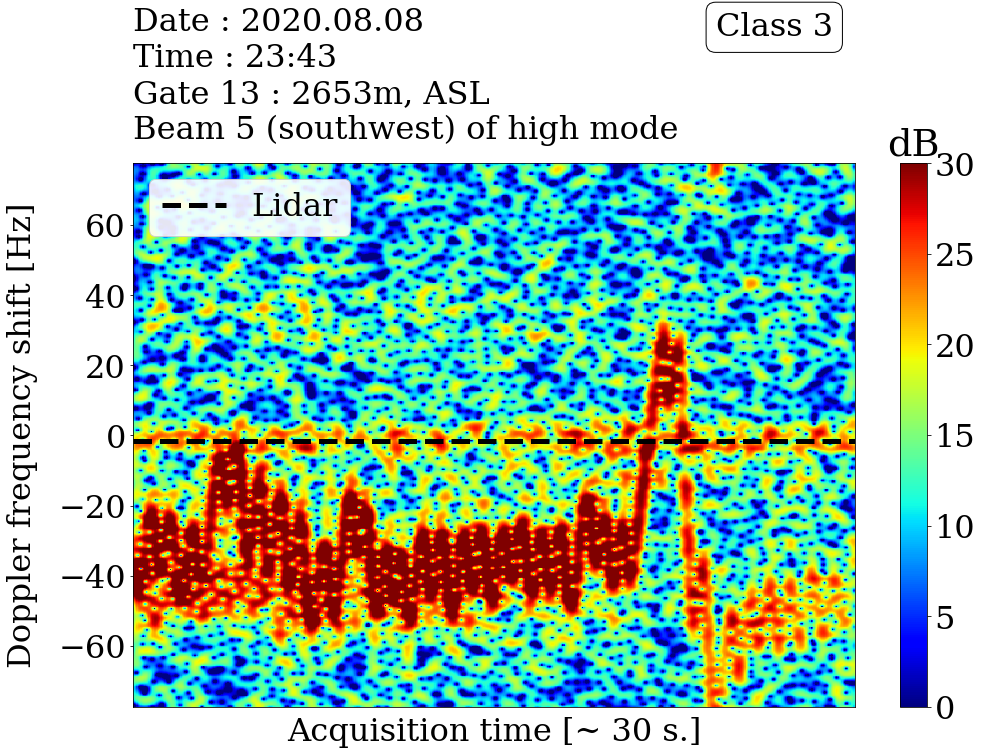 Date : 2020.08.08
Time : 23:43
Gate 13 : 2653m, ASL
Beam 5 (southwest) of high mode
Class 3
dB
Lidar
Doppler frequency shift [Hz]
60
40
20
0
−20
−40
−60
30
25
20
15
10
5
0
Acquisition time [~ 30 s.]